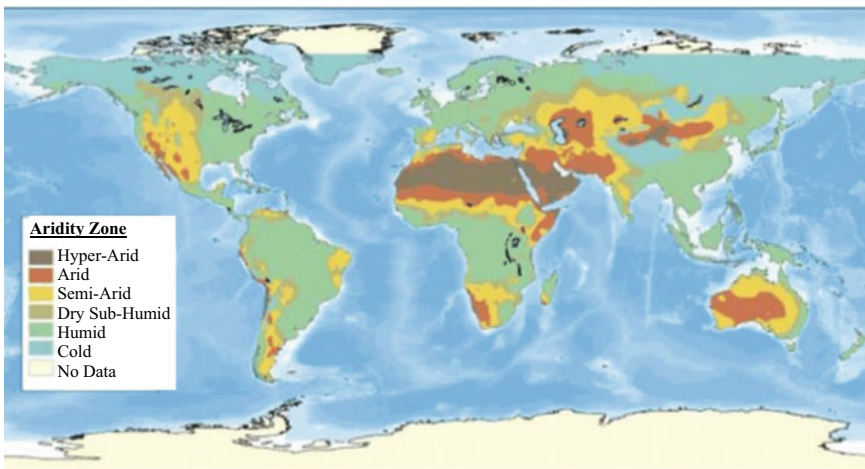 Aridity Zone
Hyper-Arid
Arid
Semi-Arid
Dry Sub-Humid
Humid
Cold
No Data